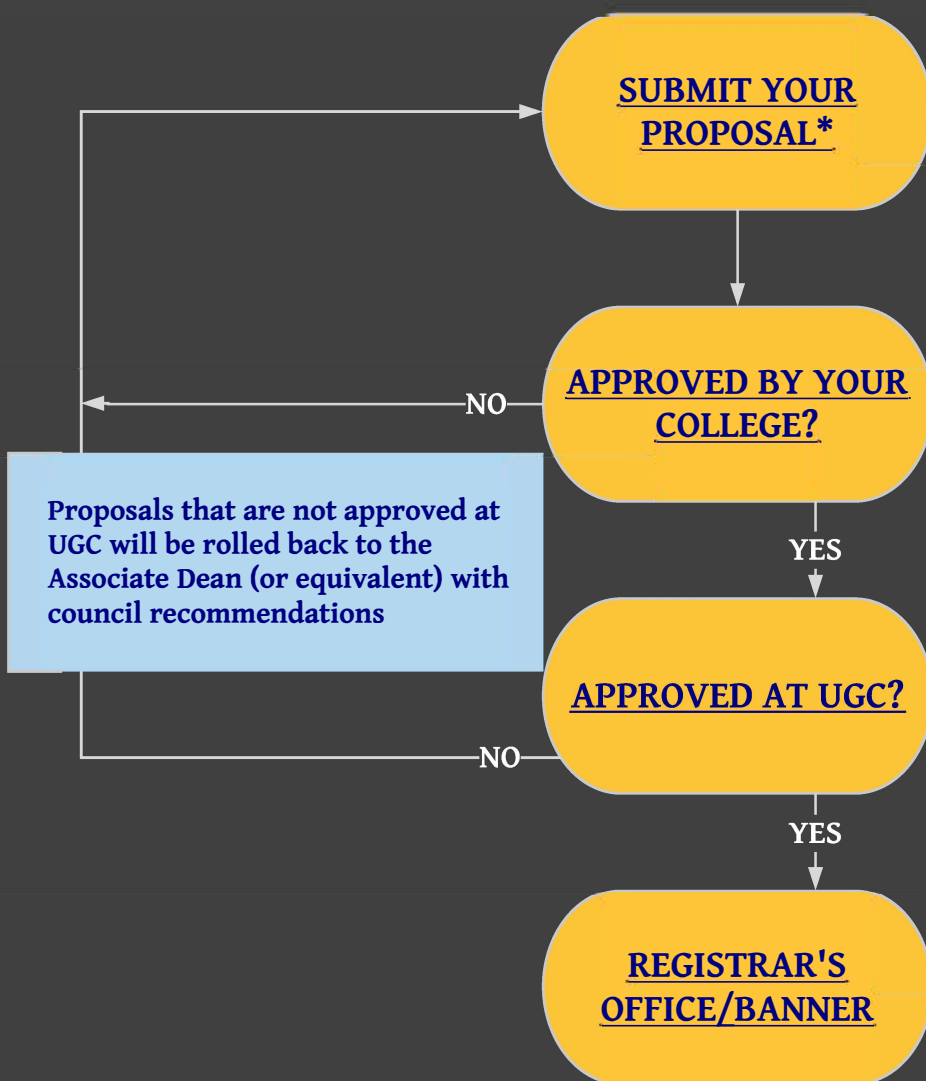 SUBMIT YOUR
PROPOSAL*
NO
APPROVED BY YOUR
COLLEGE?
Proposals that are not approved at
UGC will be rolled back to the
Associate Dean (or equivalent) with
council recommendations
YES
APPROVED AT UGC?
NO
YES
REGISTRAR'S
OFFICE/BANNER